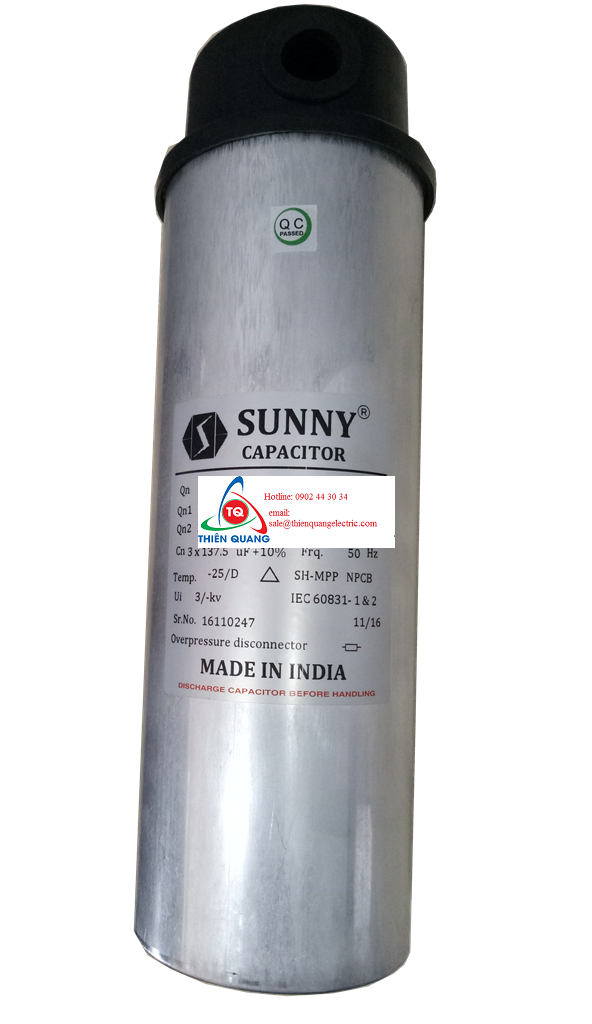 QC
PASSED
SUNNY®
CAPACITOR
Qn
Qn1
Qn2
TQ
THIÊN QUANG
Hotline: 0902 44 30 34
email:
sale@thienquangelectric.com
Cn 3 x 137.5 uF +10% Frq. 50 Hz
Temp. -25/D SH-MPP NPCB
Ui 3/-kv IEC 60831- 1 & 2
Sr.No. 16110247 11/16
Overpressure disconnector
MADE IN INDIA
DISCHARGE CAPACITOR BEFORE HANDLING